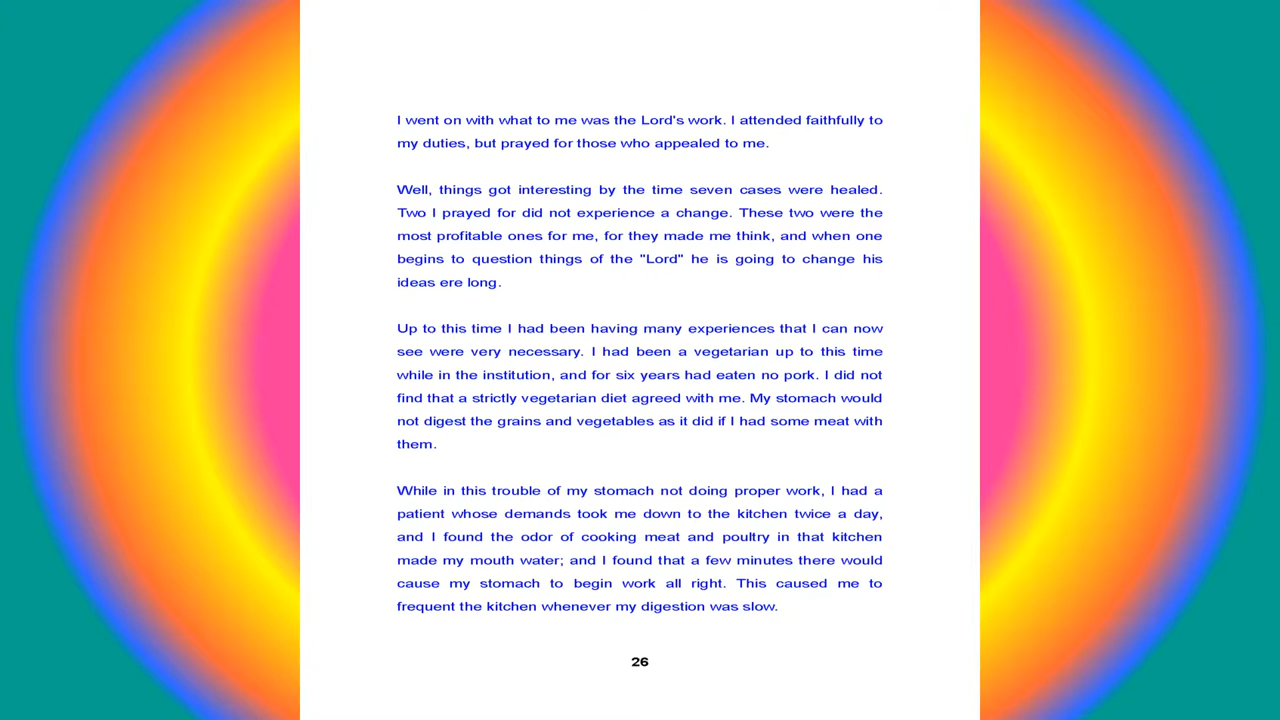 I went on with what to me was the Lord's work. I attended faithfully to
my duties, but prayed for those who appealed to me.
Well, things got interesting by the time seven cases were healed.
Two I prayed for did not experience a change. These two were the
most profitable ones for me, for they made me think, and when one
begins to question things of the "Lord" he is going to change his
ideas ere long.
Up to this time I had been having many experiences that I can now
see were very necessary. I had been a vegetarian up to this time
while in the institution, and for six years had eaten no pork. I did not
find that a strictly vegetarian diet agreed with me. My stomach would
not digest the grains and vegetables as it did if I had some meat with
them.
While in this trouble of my stomach not doing proper work, I had a
patient whose demands took me down to the kitchen twice a day,
and I found the odor of cooking meat and poultry in that kitchen
made my mouth water; and I found that a few minutes there would
cause my stomach to begin work all right. This caused me to
frequent the kitchen whenever my digestion was slow.
26